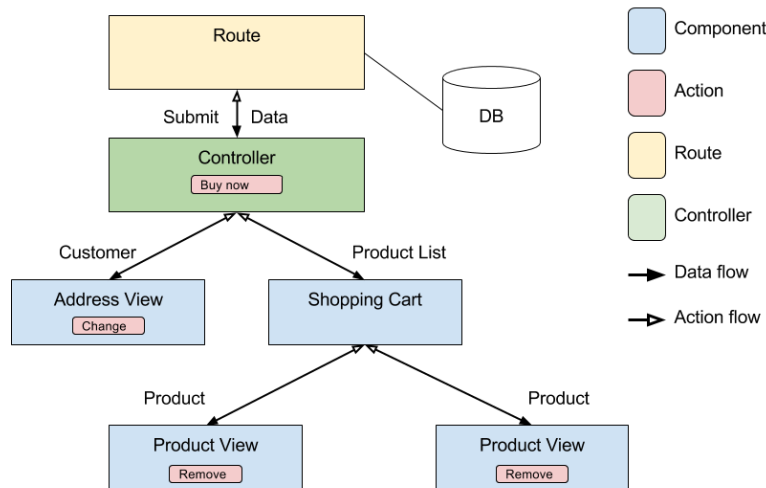 Route
DB
Submit
Data
Controller
Buy now
Customer
Product List
Address View
Change
Shopping Cart
Product
Product
Product View
Remove
Product View
Remove
Component
Action
Route
Controller
Data flow
Action flow